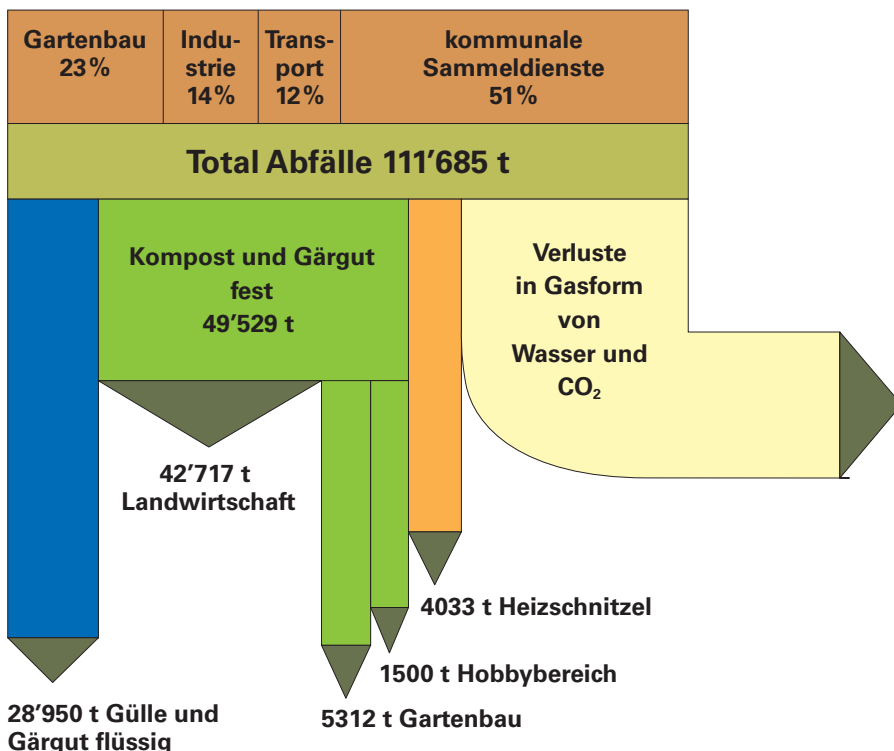 Gartenbau
23%
Indu-
strie
14%
Trans-
port
12%
kommunale
Sammeldienste
51%
Total Abfälle 111’685 t
Kompost und Gärgut
fest
49’529 t
Verluste
in Gasform
von
Wasser und
CO₂
42’717 t
Landwirtschaft
4033 t Heizschnitzel
1500 t Hobbybereich
5312 t Gartenbau
28’950 t Gülle und
Gärgut flüssig